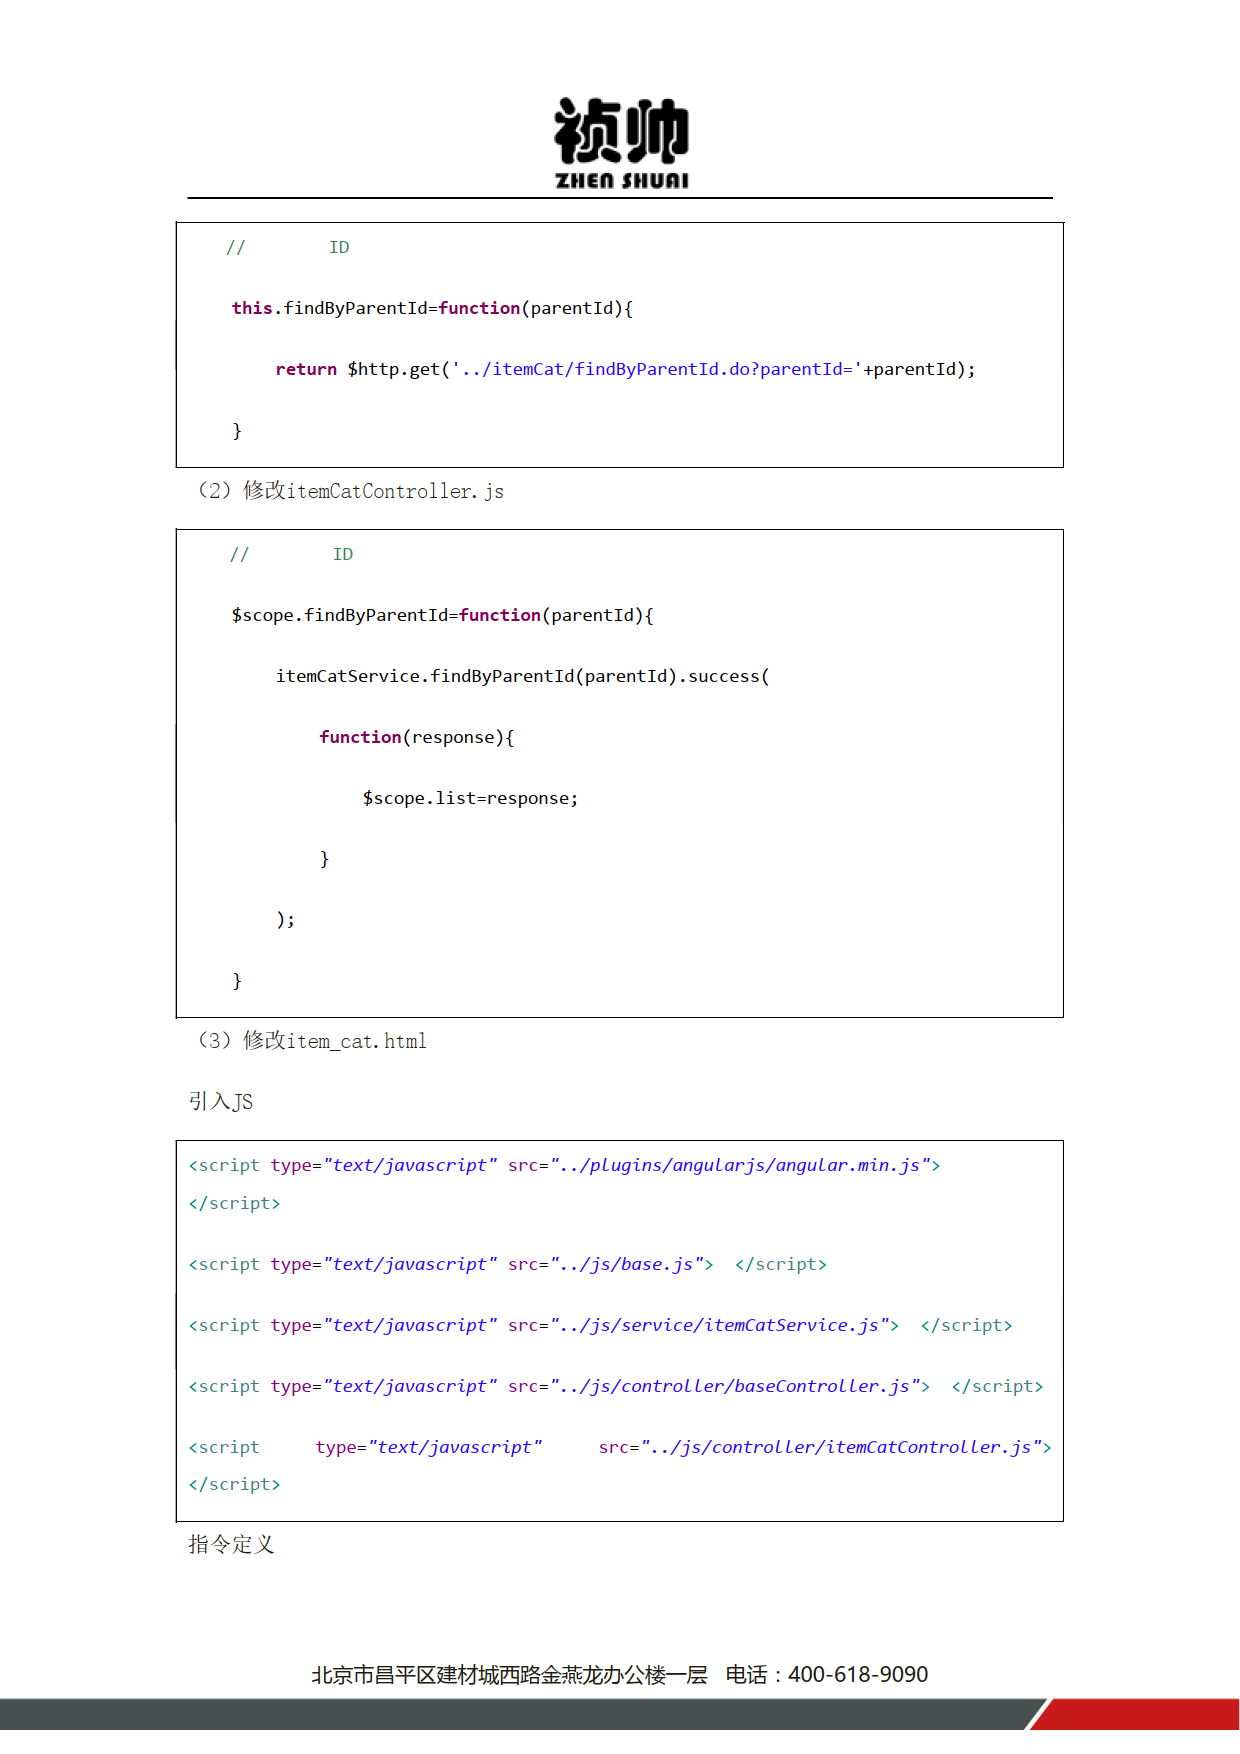 祯帅
ZHEN SHUAI
//        ID
this.findByParentId=function(parentId){
return $http.get('../itemCat/findByParentId.do?parentId='+parentId);
}
（2）修改itemCatController.js
//        ID
$scope.findByParentId=function(parentId){
itemCatService.findByParentId(parentId).success(
function(response){
$scope.list=response;
}
);
}
（3）修改item_cat.html
引入JS
<script type="text/javascript" src="../plugins/angularjs/angular.min.js">
</script>
<script type="text/javascript" src="../js/base.js">  </script>
<script type="text/javascript" src="../js/service/itemCatService.js">  </script>
<script type="text/javascript" src="../js/controller/baseController.js">  </script>
<script type="text/javascript" src="../js/controller/itemCatController.js">
</script>
指令定义
北京市昌平区建材城西路金燕龙办公楼一层   电话：400-618-9090